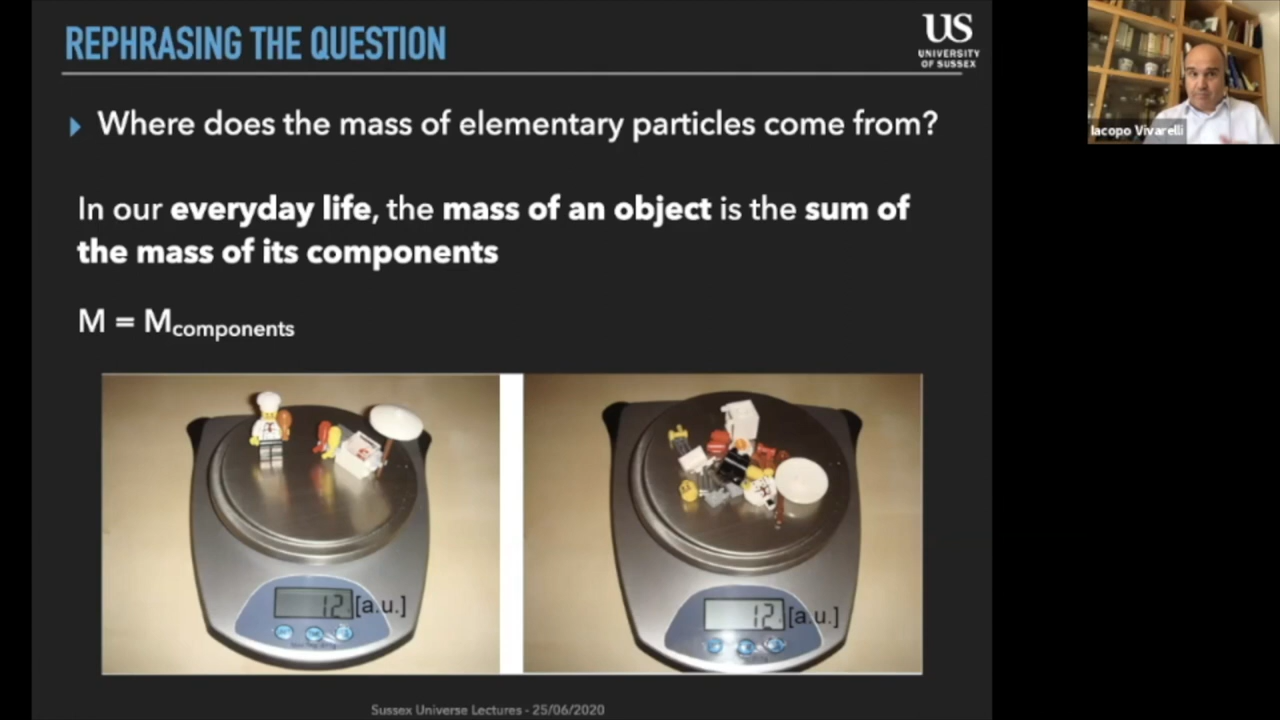 REPHRASING THE QUESTION
US
UNIVERSITY
OF SUSSEX
Iacopo Vivarelli
Where does the mass of elementary particles come from?
In our everyday life, the mass of an object is the sum of
the mass of its components
M = Mcomponents
12 [a.u.]
12 [a.u.]
Sussex Universe Lectures - 25/06/2020